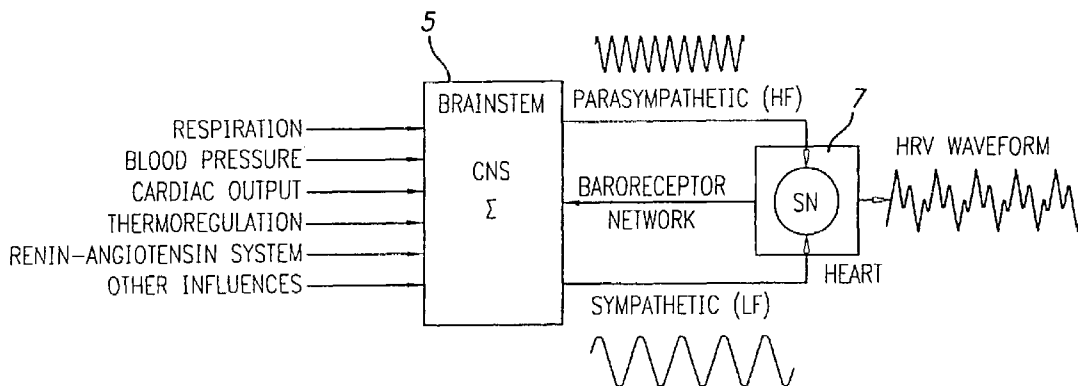 5
BRAINSTEM
CNS
Σ
RESPIRATION
BLOOD PRESSURE
CARDIAC OUTPUT
THERMOREGULATION
RENIN-ANGIOTENSIN SYSTEM
OTHER INFLUENCES
PARASYMPATHETIC (HF)
BARORECEPTOR
NETWORK
SYMPATHETIC (LF)
7
SN
HEART
HRV WAVEFORM